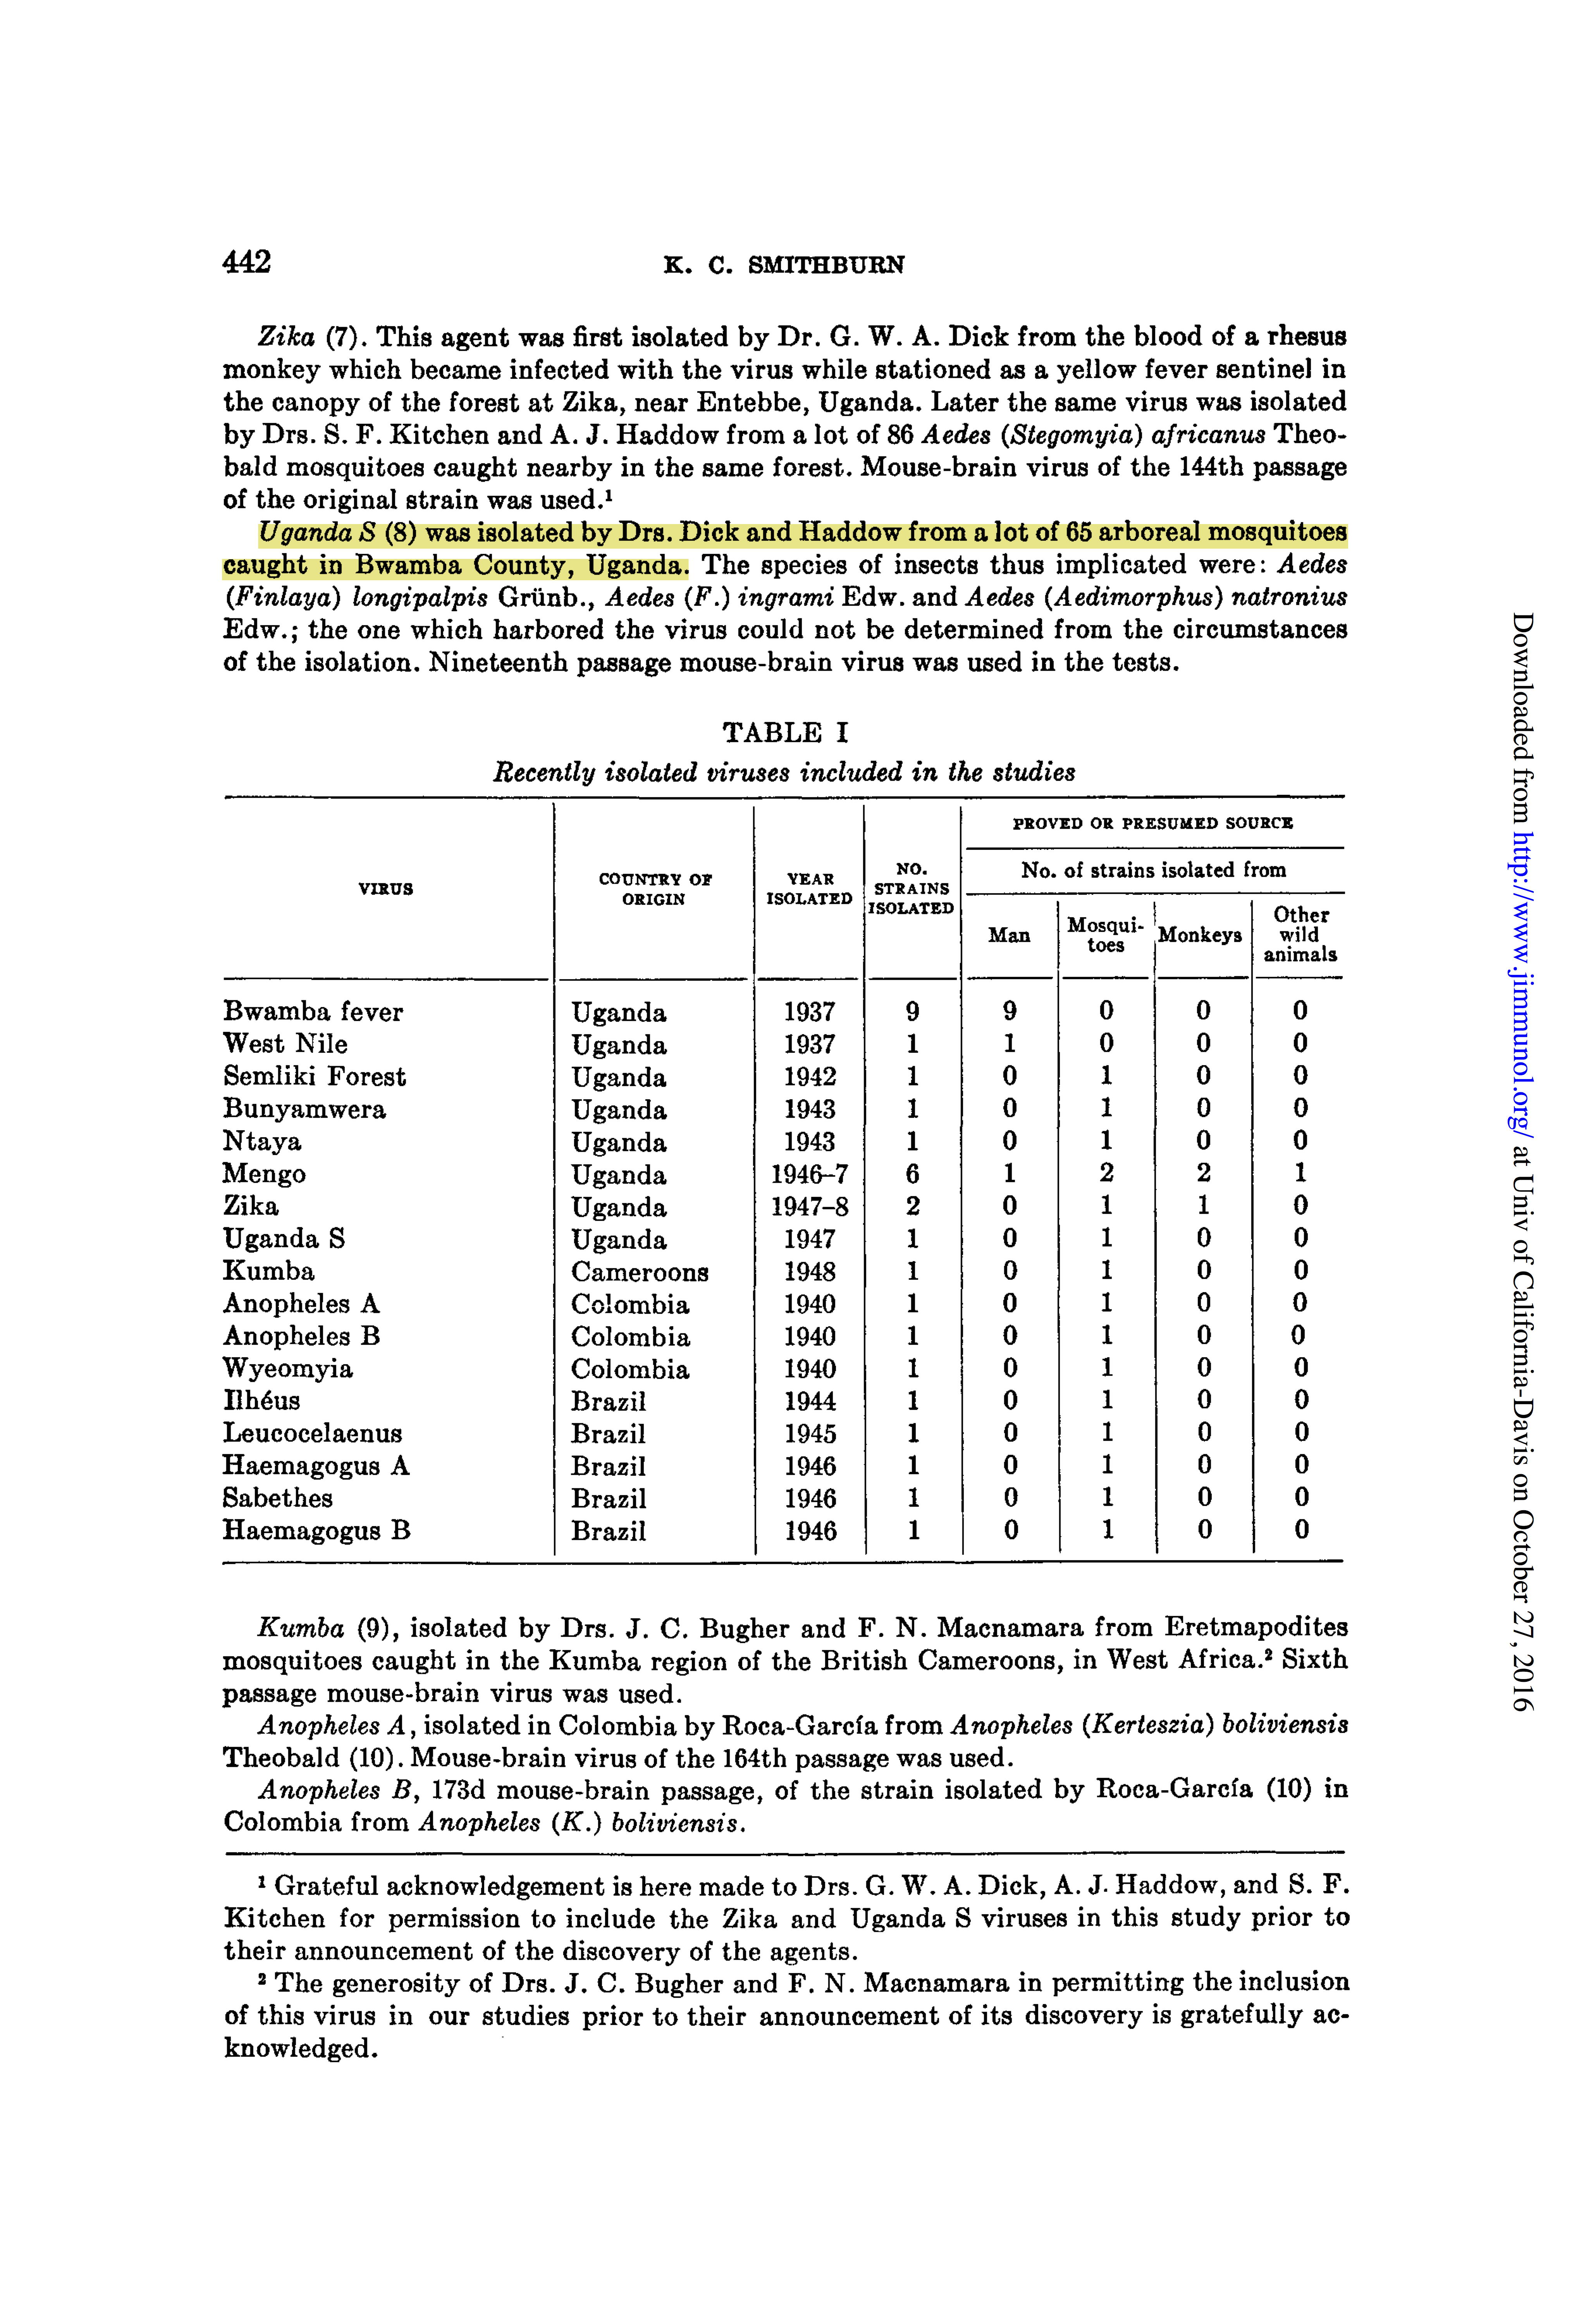 442
K. C. SMITHBURN
Zika (7). This agent was first isolated by Dr. G. W. A. Dick from the blood of a rhesus
monkey which became infected with the virus while stationed as a yellow fever sentinel in
the canopy of the forest at Zika, near Entebbe, Uganda. Later the same virus was isolated
by Drs. S. F. Kitchen and A. J. Haddow from a lot of 86 Aedes (Stegomyia) africanus Theo-
bald mosquitoes caught nearby in the same forest. Mouse-brain virus of the 144th passage
of the original strain was used.¹
Uganda S (8) was isolated by Drs. Dick and Haddow from a lot of 65 arboreal mosquitoes
caught in Bwamba County, Uganda. The species of insects thus implicated were: Aedes
(Finlaya) longipalpis Grünb., Aedes (F.) ingrami Edw. and Aedes (Aedimorphus) natronius
Edw.; the one which harbored the virus could not be determined from the circumstances
of the isolation. Nineteenth passage mouse-brain virus was used in the tests.
TABLE I
Recently isolated viruses included in the studies
VIRUS
COUNTRY OF
ORIGIN
YEAR
ISOLATED
NO.
STRAINS
ISOLATED
PROVED OR PRESUMED SOURCE
No. of strains isolated from
Man
Mosqui-
toes
Monkeys
Other
wild
animals
Bwamba fever Uganda 1937 9 9 0 0 0
West Nile Uganda 1937 1 1 0 0 0
Semliki Forest Uganda 1942 1 0 1 0 0
Bunyamwera Uganda 1943 1 0 1 0 0
Ntaya Uganda 1943 1 0 1 0 0
Mengo Uganda 1946-7 6 1 2 2 1
Zika Uganda 1947-8 2 0 1 1 0
Uganda S Uganda 1947 1 0 1 0 0
Kumba Cameroons 1948 1 0 1 0 0
Anopheles A Colombia 1940 1 0 1 0 0
Anopheles B Colombia 1940 1 0 1 0 0
Wyeomyia Colombia 1940 1 0 1 0 0
Ilhéus Brazil 1944 1 0 1 0 0
Leucocelaenus Brazil 1945 1 0 1 0 0
Haemagogus A Brazil 1946 1 0 1 0 0
Sabethes Brazil 1946 1 0 1 0 0
Haemagogus B Brazil 1946 1 0 1 0 0
Kumba (9), isolated by Drs. J. C. Bugher and F. N. Macnamara from Eretmapodites
mosquitoes caught in the Kumba region of the British Cameroons, in West Africa.² Sixth
passage mouse-brain virus was used.
Anopheles A, isolated in Colombia by Roca-García from Anopheles (Kerteszia) boliviensis
Theobald (10). Mouse-brain virus of the 164th passage was used.
Anopheles B, 173d mouse-brain passage, of the strain isolated by Roca-García (10) in
Colombia from Anopheles (K.) boliviensis.
¹ Grateful acknowledgement is here made to Drs. G. W. A. Dick, A. J. Haddow, and S. F.
Kitchen for permission to include the Zika and Uganda S viruses in this study prior to
their announcement of the discovery of the agents.
² The generosity of Drs. J. C. Bugher and F. N. Macnamara in permitting the inclusion
of this virus in our studies prior to their announcement of its discovery is gratefully ac-
knowledged.
Downloaded from http://www.jimmunol.org/ at Univ of California-Davis on October 27, 2016